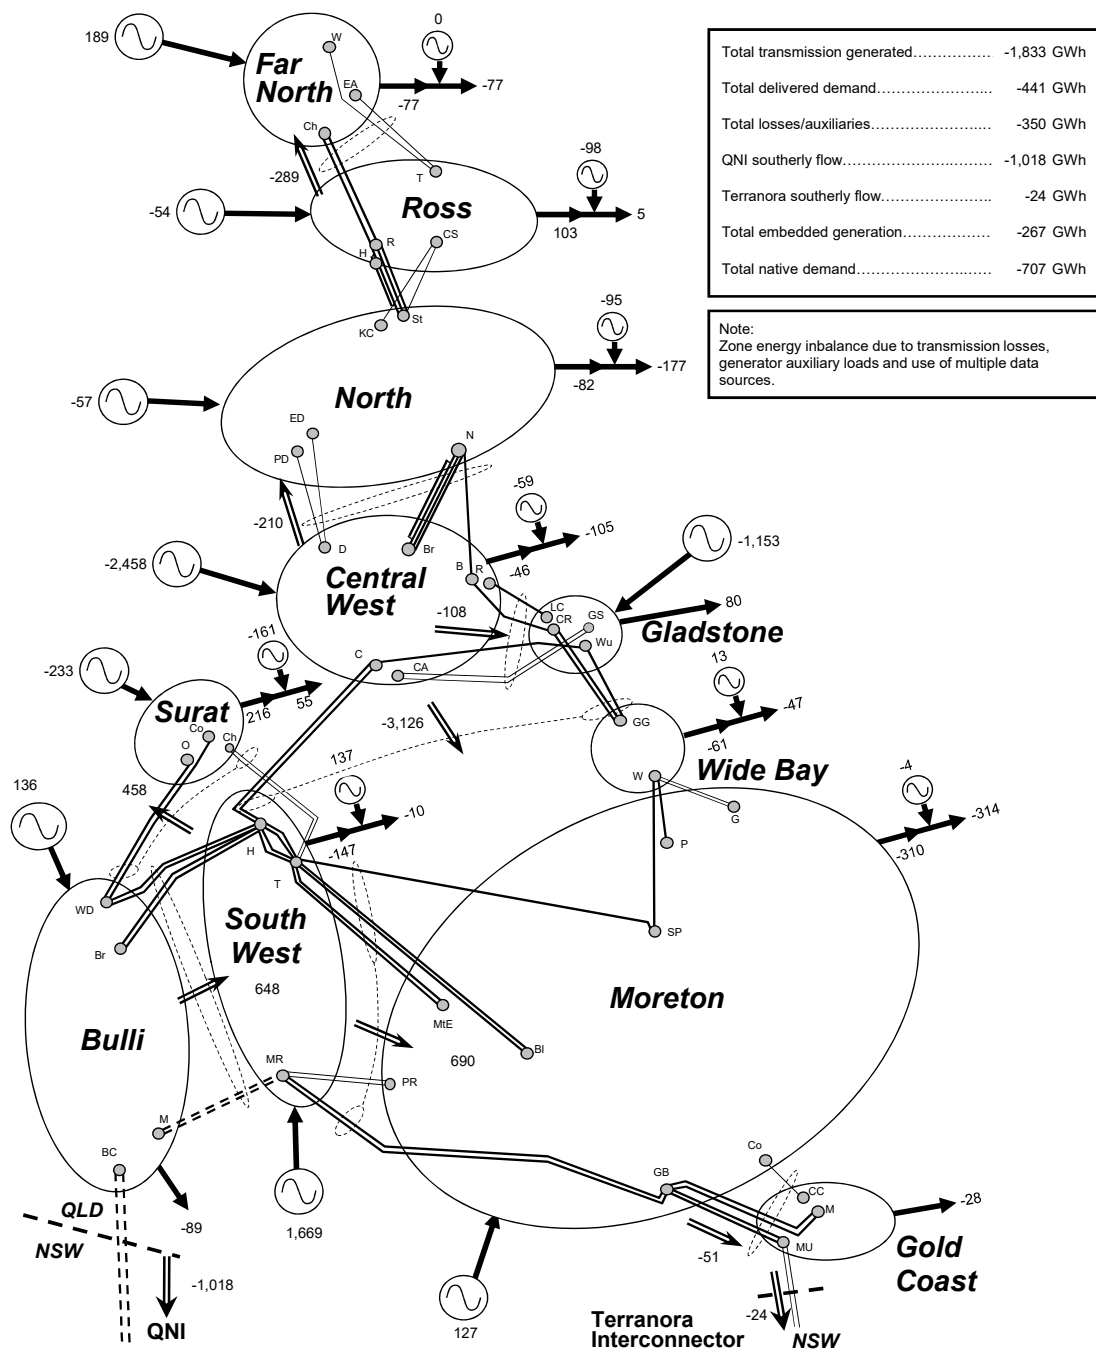 189
W
0
Far
North
EA
-77
-77
Ch
-289
-98
T
-54
Ross
CS
5
103
R
H
St
KC
-95
-177
-82
-57
North
ED
N
PD
-59
-210
-105
-1,153
D
Br
-2,458
B
R
-46
Central
West
LC
CR
GS
80
-108
Gladstone
Wu
-161
C
CA
13
-233
-47
Surat
216
55
Co
Ch
O
-3,126
GG
-61
Wide Bay
137
W
-4
136
458
-10
-314
G
-147
P
-310
H
T
WD
South
West
SP
Br
648
Moreton
MtE
Bulli
690
Bl
MR
PR
M
Co
BC
GB
CC
M
-28
QLD
-89
1,669
MU
Gold
Coast
NSW
-51
-1,018
-24
QNI
127
Terranora
Interconnector
NSW
Total transmission generated................ -1,833 GWh
Total delivered demand........................ -441 GWh
Total losses/auxiliaries......................... -350 GWh
QNI southerly flow............................... -1,018 GWh
Terranora southerly flow....................... -24 GWh
Total embedded generation.................. -267 GWh
Total native demand............................ -707 GWh
Note:
Zone energy inbalance due to transmission losses,
generator auxiliary loads and use of multiple data
sources.